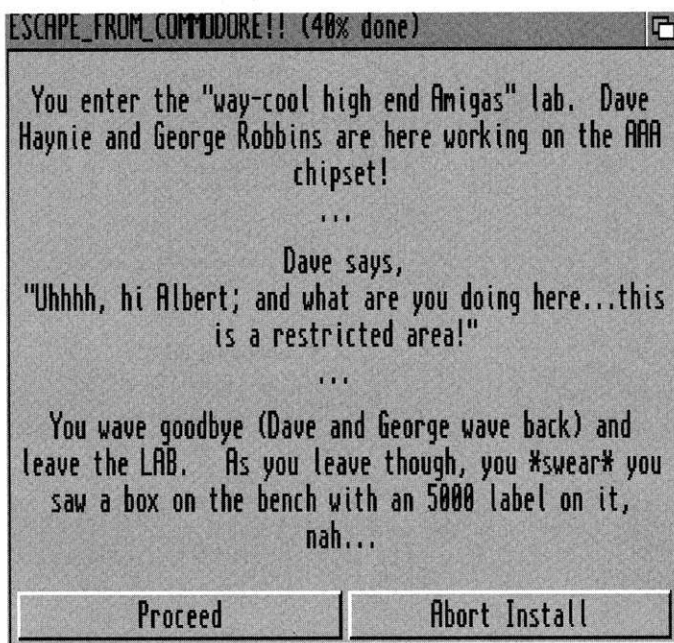 ESCAPE_FROM_COMMODORE!! (40% done)
You enter the "way-cool high end Amigas" lab.  Dave
Haynie and George Robbins are here working on the AAA
chipset!
...
Dave says,
"Uhhhh, hi Albert; and what are you doing here...this
is a restricted area!"
...
You wave goodbye (Dave and George wave back) and
leave the LAB.   As you leave though, you *swear* you
saw a box on the bench with an 5000 label on it,
nah...
Proceed
Abort Install